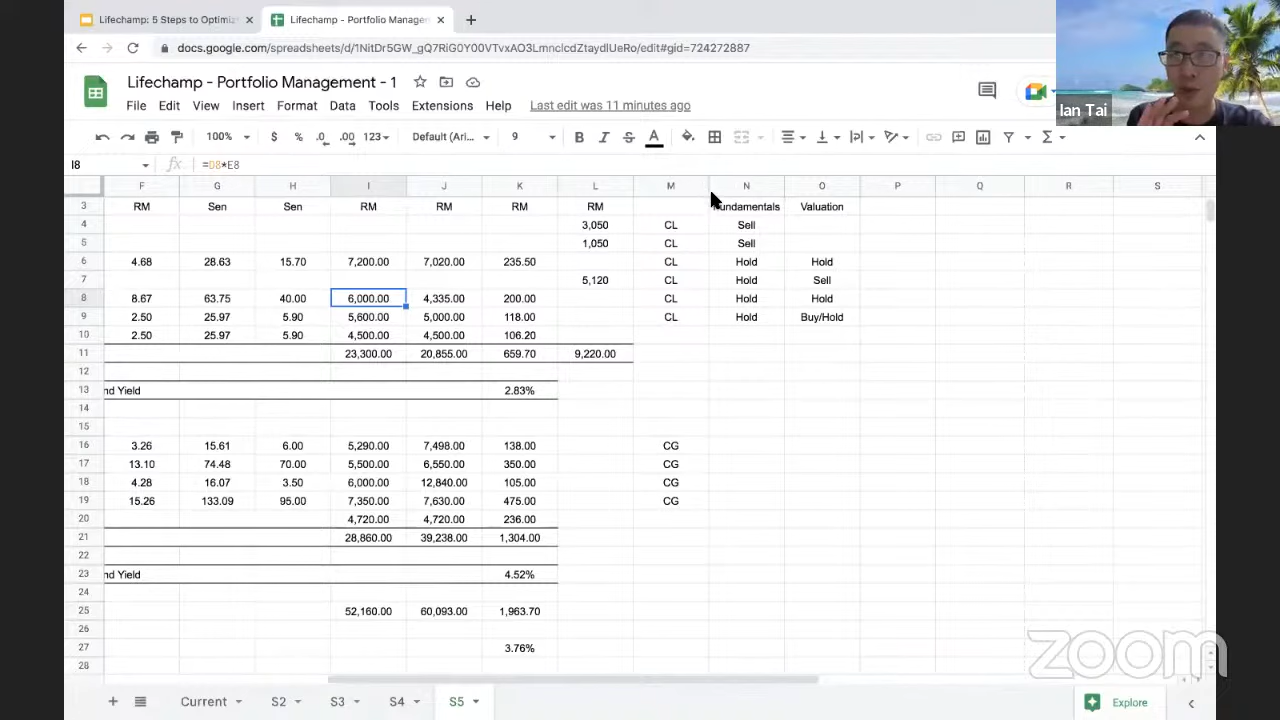 Lifechamp: 5 Steps to Optimiz
Lifechamp - Portfolio Managemen
docs.google.com/spreadsheets/d/1NitDr5GW_gQ7RiG0Y00VTvxAO3LmnclcdZtaydlUeRo/edit#gid=724272887
Lifechamp - Portfolio Management - 1
File Edit View Insert Format Data Tools Extensions Help Last edit was 11 minutes ago
Ian Tai
100% $ % .0 .00 123 Default (Ari... 9 B I S A
I8 fx =D8*E8
F G H I J K L M N O P Q R S
3 RM Sen Sen RM RM RM RM Fundamentals Valuation
4 3,050 CL Sell
5 1,050 CL Sell
6 4.68 28.63 15.70 7,200.00 7,020.00 235.50 CL Hold Hold
7 5,120 CL Hold Sell
8 8.67 63.75 40.00 6,000.00 4,335.00 200.00 CL Hold Hold
9 2.50 25.97 5.90 5,600.00 5,000.00 118.00 CL Hold Buy/Hold
10 2.50 25.97 5.90 4,500.00 4,500.00 106.20
11 23,300.00 20,855.00 659.70 9,220.00
12
13 nd Yield 2.83%
14
15
16 3.26 15.61 6.00 5,290.00 7,498.00 138.00 CG
17 13.10 74.48 70.00 5,500.00 6,550.00 350.00 CG
18 4.28 16.07 3.50 6,000.00 12,840.00 105.00 CG
19 15.26 133.09 95.00 7,350.00 7,630.00 475.00 CG
20 4,720.00 4,720.00 236.00
21 28,860.00 39,238.00 1,304.00
22
23 nd Yield 4.52%
24
25 52,160.00 60,093.00 1,963.70
26
27 3.76%
28
zoom
Current S2 S3 S4 S5 Explore